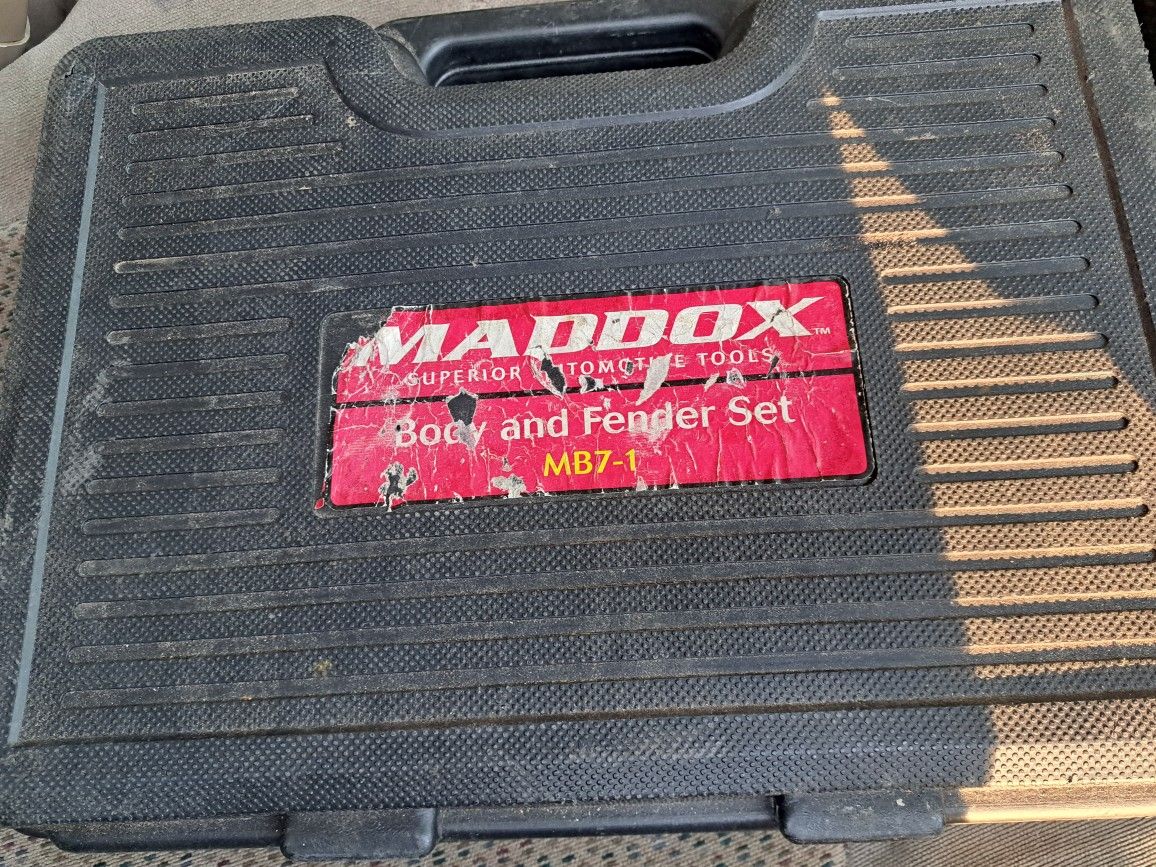 MADDOX™
SUPERIOR AUTOMOTIVE TOOLS
Body and Fender Set
MB7-1